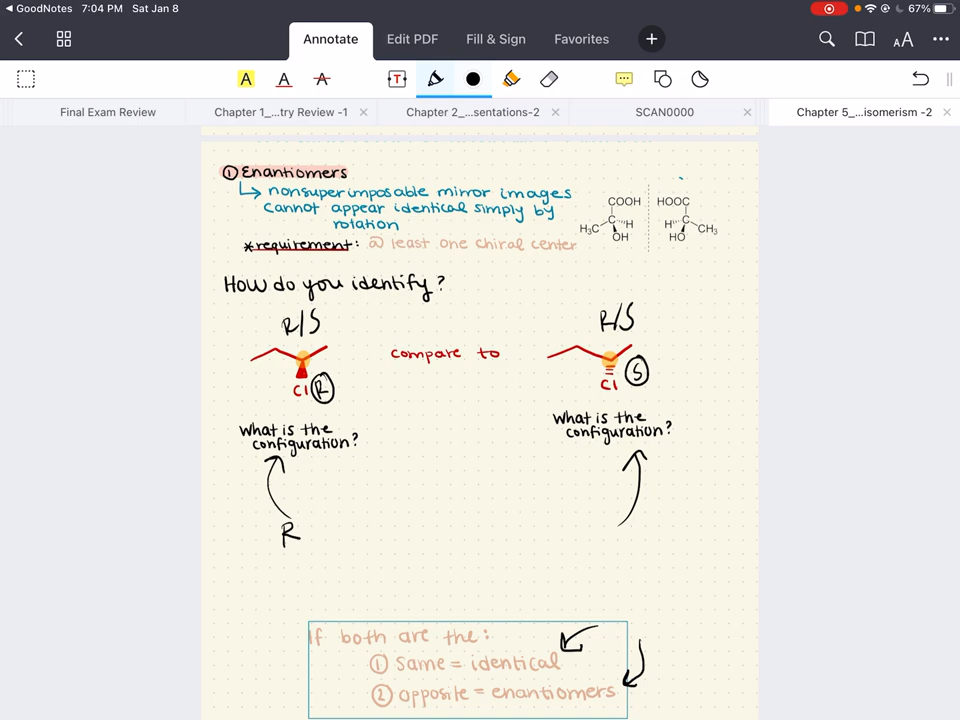 GoodNotes 7:04 PM Sat Jan 8 67%
Annotate Edit PDF Fill & Sign Favorites
AA
A A A T
Final Exam Review Chapter 1_...try Review -1 Chapter 2_...sentations-2 SCAN0000 Chapter 5_...isomerism -2
① Enantiomers
↳ nonsuperimposable mirror images
cannot appear identical simply by
rotation
*requirement: @ least one chiral center
COOH HOOC
H₃C C H H C CH₃
OH HO
How do you identify?
R/S R/S
compare to
Cl R Cl S
What is the
configuration?
What is the
configuration?
R
If both are the:
① Same = identical
② opposite = enantiomers